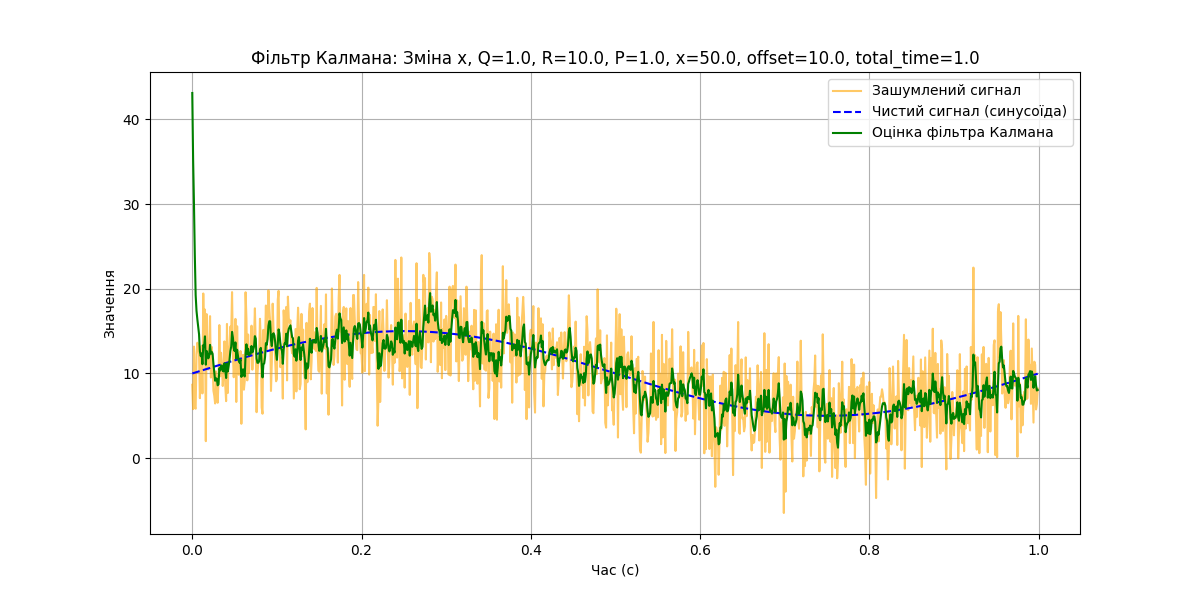 Фільтр Калмана: Зміна x, Q=1.0, R=10.0, P=1.0, x=50.0, offset=10.0, total_time=1.0
Зашумлений сигнал
Чистий сигнал (синусоїда)
Оцінка фільтра Калмана
Значення
40
30
20
10
0
0.0
0.2
0.4
0.6
0.8
1.0
Час (с)